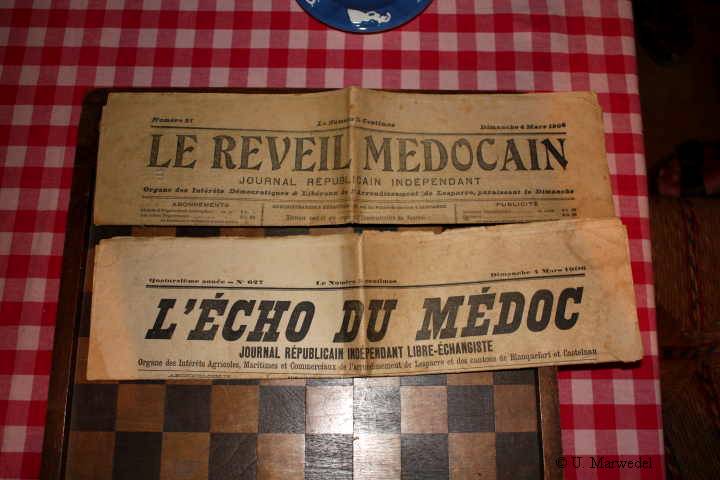 Numéro 21 Le Numéro 5 Centimes Dimanche 4 Mars 1906
LE REVEIL MEDOCAIN
JOURNAL RÉPUBLICAIN INDÉPENDANT
Organe des Intérêts Démocratiques & Libéraux de l'Arrondissement de Lesparre, paraissant le Dimanche
ABONNEMENTS PUBLICITÉ
Quatorzième année — N° 627 Le Numéro 5 centimes Dimanche 4 Mars 1906
L'ÉCHO DU MÉDOC
JOURNAL RÉPUBLICAIN INDÉPENDANT LIBRE-ÉCHANGISTE
Organe des Intérêts Agricoles, Maritimes et Commerciaux de l'Arrondissement de Lesparre et des cantons de Blanquefort et Castelnau
© U. Marwedel